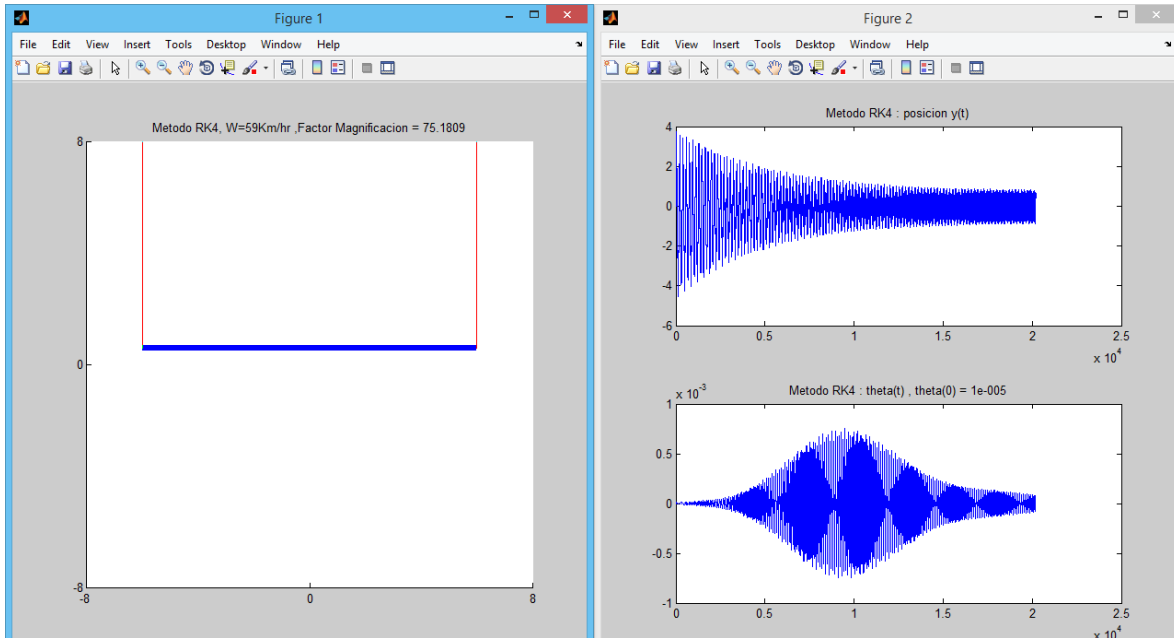 Figure 1
File Edit View Insert Tools Desktop Window Help
Metodo RK4, W=59Km/hr ,Factor Magnificacion = 75.1809
8
0
-8
-8 0 8
Figure 2
File Edit View Insert Tools Desktop Window Help
Metodo RK4 : posicion y(t)
4
2
0
-2
-4
-6
0 0.5 1 1.5 2 2.5
x 10^4
x 10^-3
Metodo RK4 : theta(t) , theta(0) = 1e-005
1
0.5
0
-0.5
-1
0 0.5 1 1.5 2 2.5
x 10^4